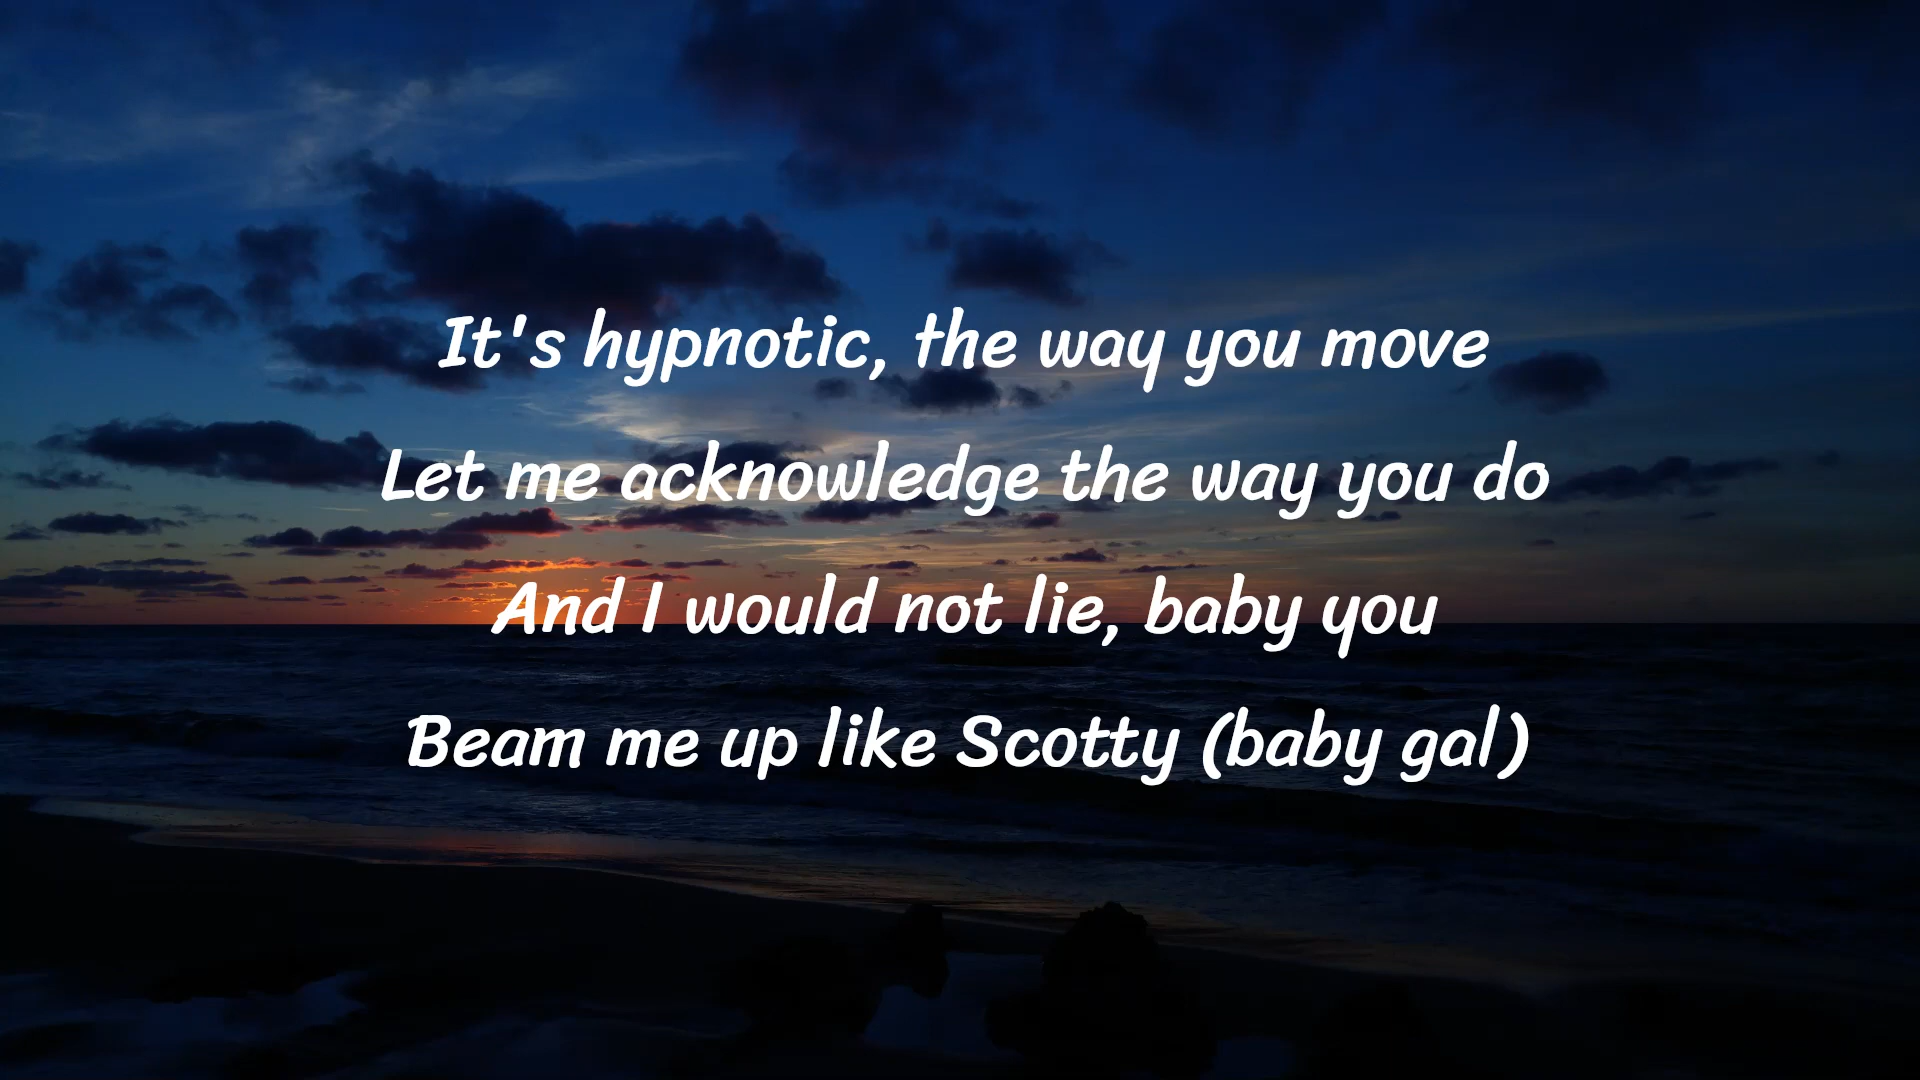 It's hypnotic, the way you move
Let me acknowledge the way you do
And I would not lie, baby you
Beam me up like Scotty (baby gal)